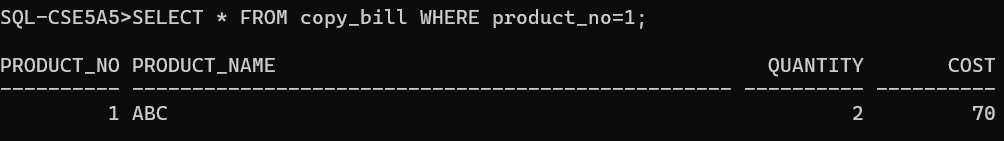 SQL-CSE5A5>SELECT * FROM copy_bill WHERE product_no=1;
PRODUCT_NO PRODUCT_NAME                                         QUANTITY       COST
---------- -------------------------------------------------- ---------- ----------
         1 ABC                                                         2         70